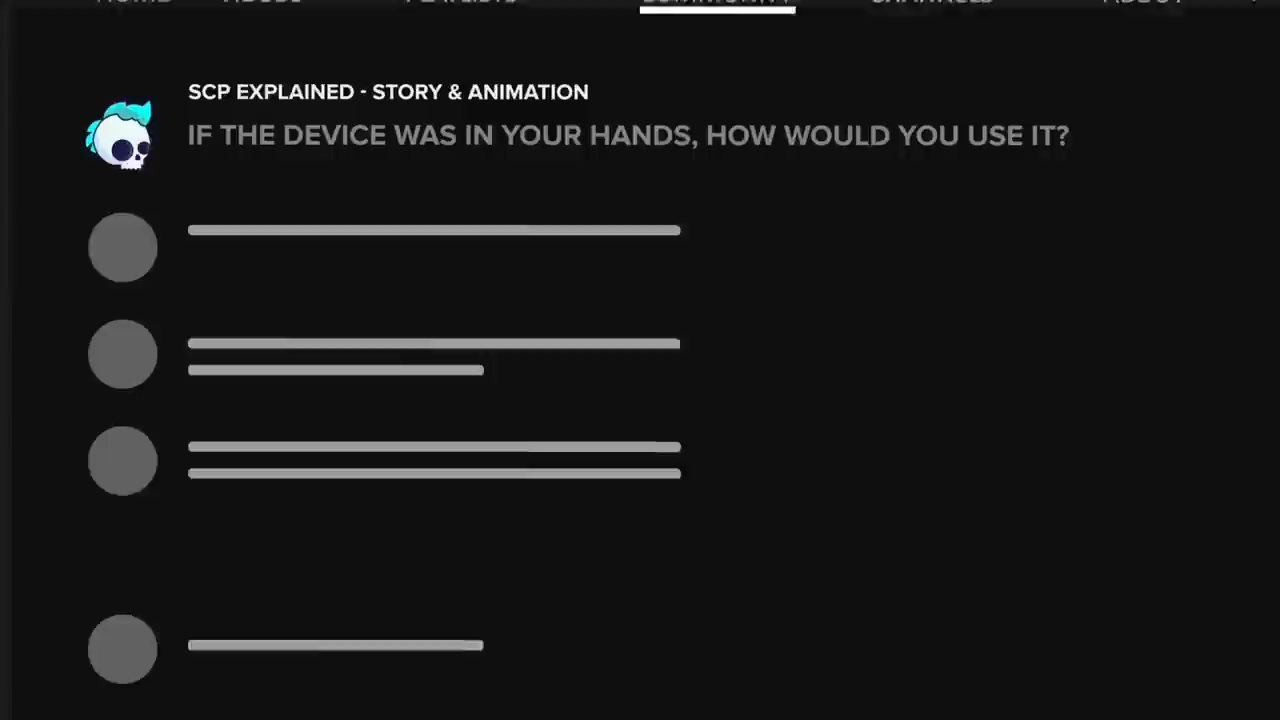 SCP EXPLAINED - STORY & ANIMATION
IF THE DEVICE WAS IN YOUR HANDS, HOW WOULD YOU USE IT?